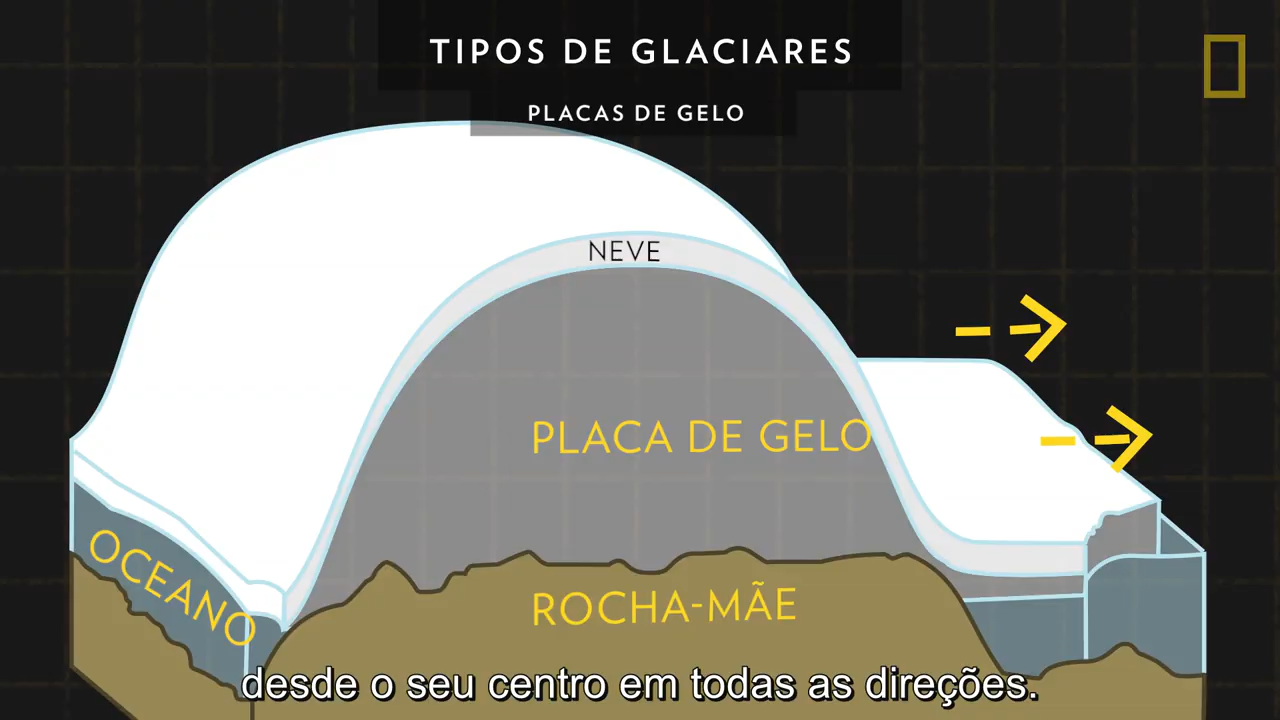 TIPOS DE GLACIARES
PLACAS DE GELO
NEVE
PLACA DE GELO
OCEANO
ROCHA-MÃE
desde o seu centro em todas as direções.